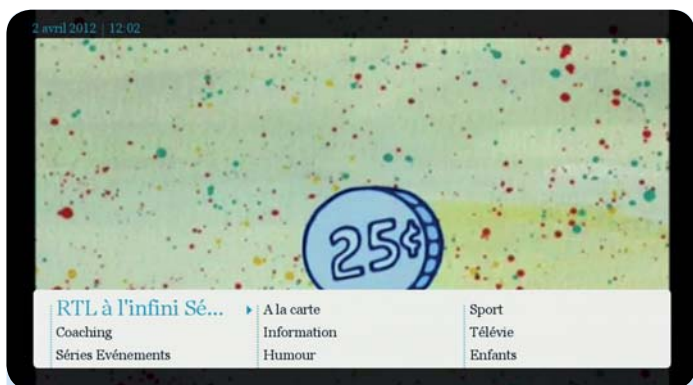 2 avril 2012 | 12:02
25¢
RTL à l'infini Sé...
A la carte
Sport
Coaching
Information
Télévie
Séries Evénements
Humour
Enfants